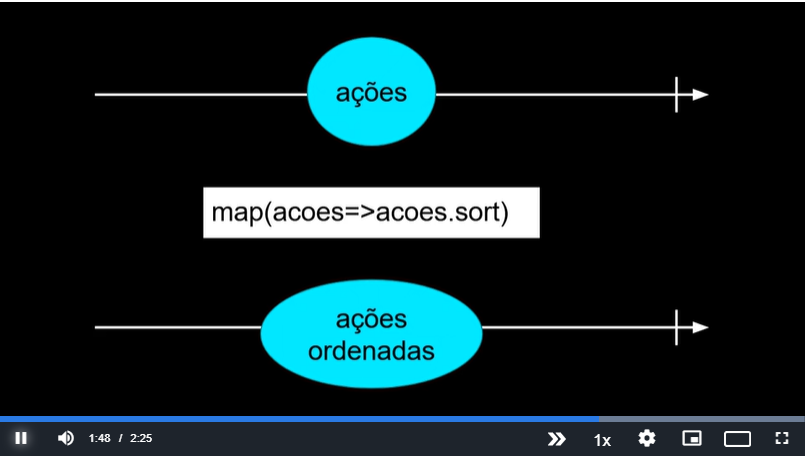 ações
map(acoes=>acoes.sort)
ações
ordenadas
1:48 / 2:25
1x